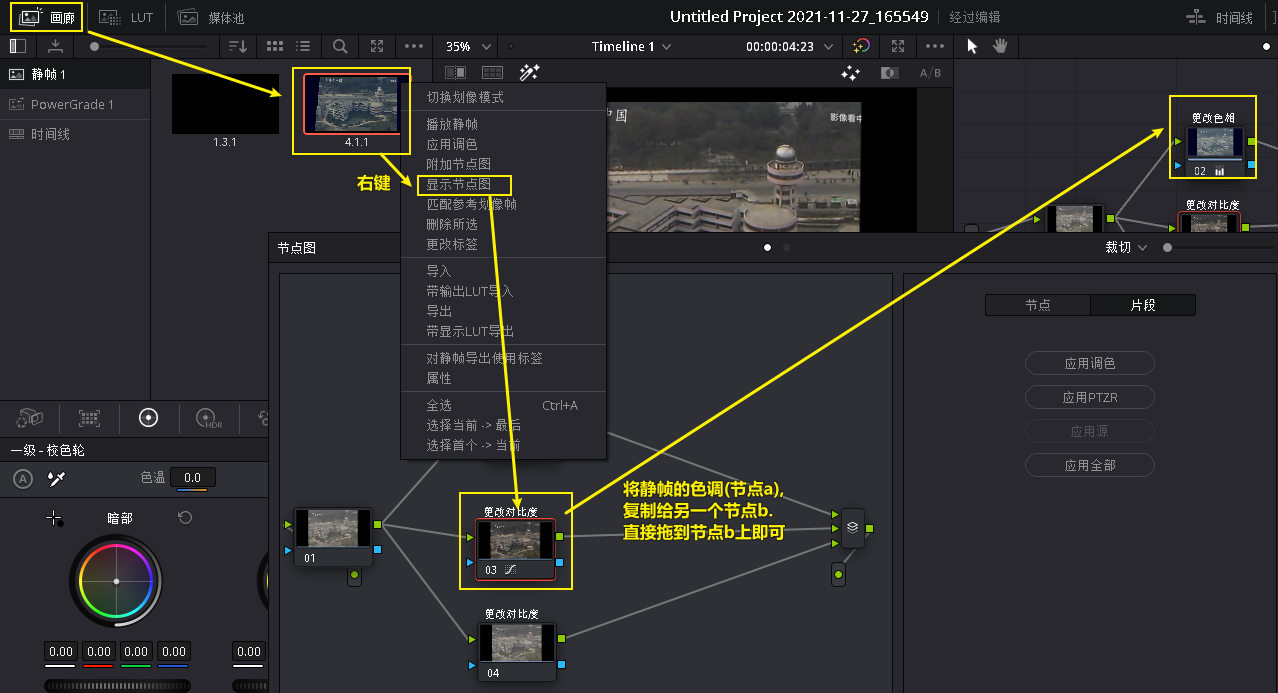 画廊
LUT
媒体池
Untitled Project 2021-11-27_165549
经过编辑
时间线
35%
Timeline 1
00:00:04:23
静帧 1
PowerGrade 1
时间线
1.3.1
4.1.1
A/B
切换划像模式
播放静帧
应用调色
附加节点图
显示节点图
匹配参考划像帧
删除所选
更改标签
导入
带输出LUT导入
导出
带显示LUT导出
对静帧导出使用标签
属性
全选 Ctrl+A
选择当前 -> 最后
选择首个 -> 当前
右键
中国
影像看中
更改色相
02
更改对比度
节点图
裁切
节点
片段
应用调色
应用PTZR
应用源
应用全部
HDR
一级 - 校色轮
A
色温
0.0
暗部
0.00
0.00
0.00
0.00
0.00
01
更改对比度
03
更改对比度
04
将静帧的色调(节点a),
复制给另一个节点b.
直接拖到节点b上即可